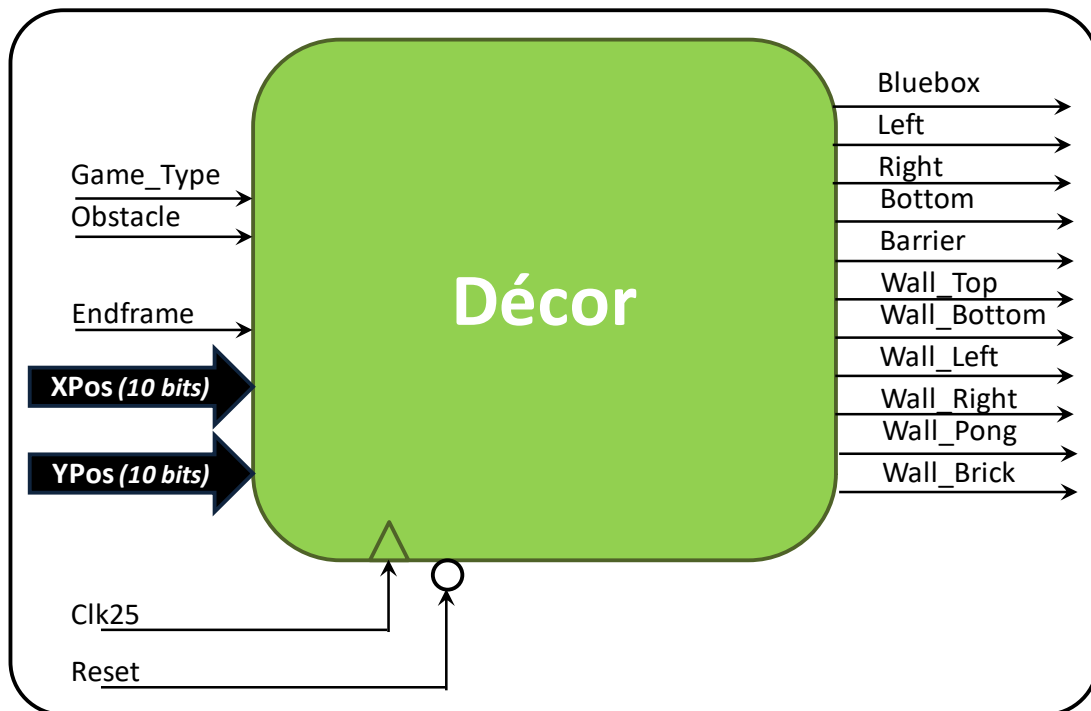 Game_Type
Obstacle
Endframe
XPos (10 bits)
YPos (10 bits)
Clk25
Reset
Décor
Bluebox
Left
Right
Bottom
Barrier
Wall_Top
Wall_Bottom
Wall_Left
Wall_Right
Wall_Pong
Wall_Brick